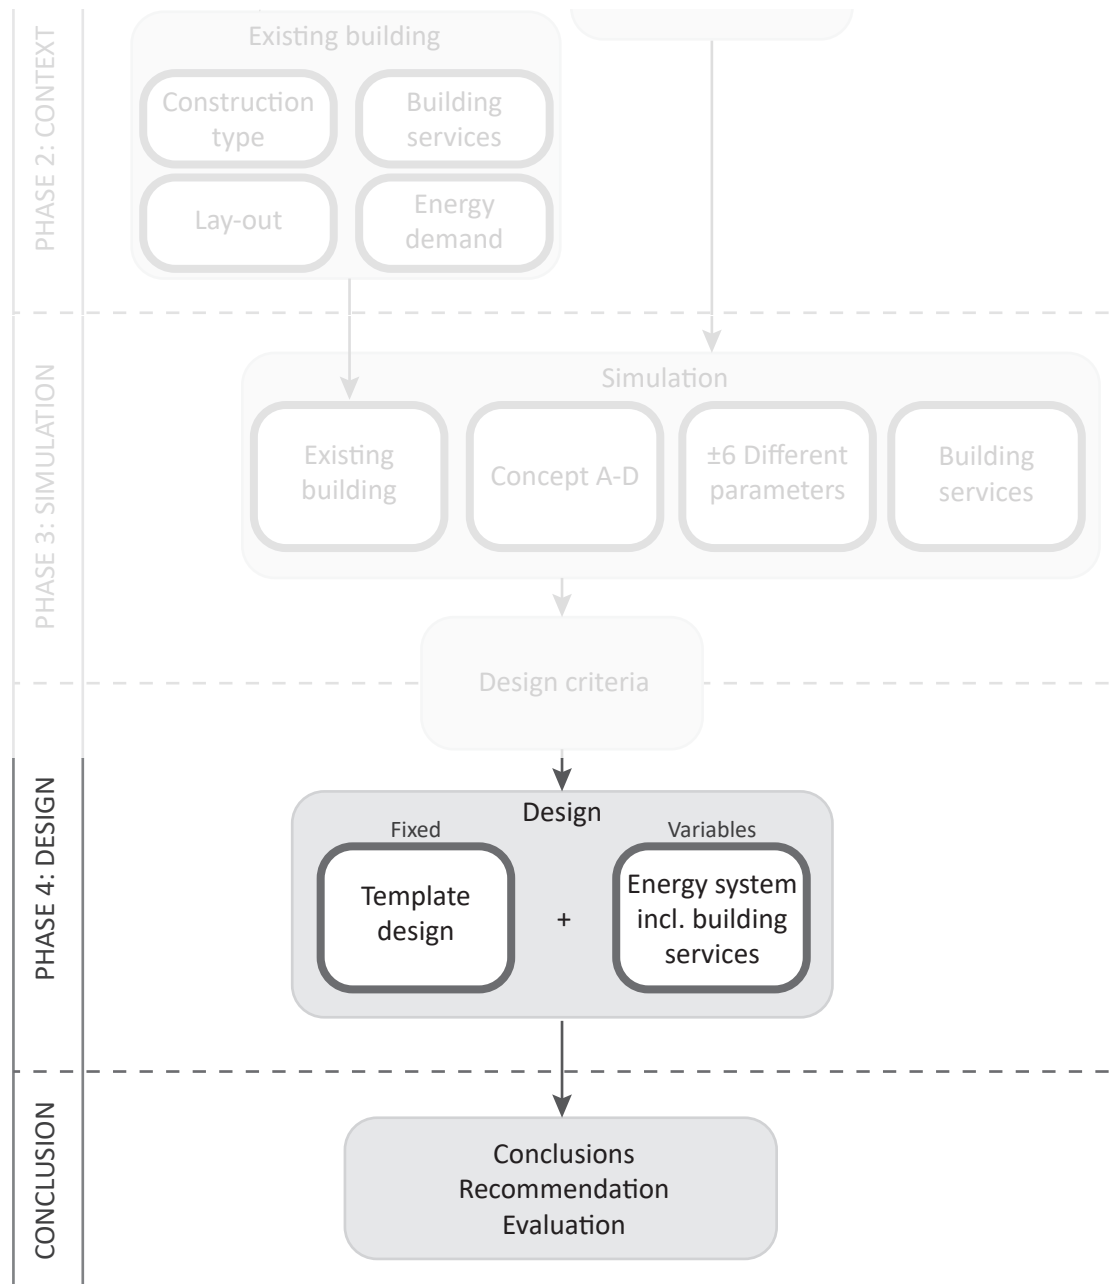 PHASE 2: CONTEXT
Existing building
Construction
type
Building
services
Lay-out
Energy
demand
PHASE 3: SIMULATION
Simulation
Existing
building
Concept A-D
±6 Different
parameters
Building
services
Design criteria
PHASE 4: DESIGN
Design
Fixed
Variables
Template
design
+
Energy system
incl. building
services
CONCLUSION
Conclusions
Recommendation
Evaluation